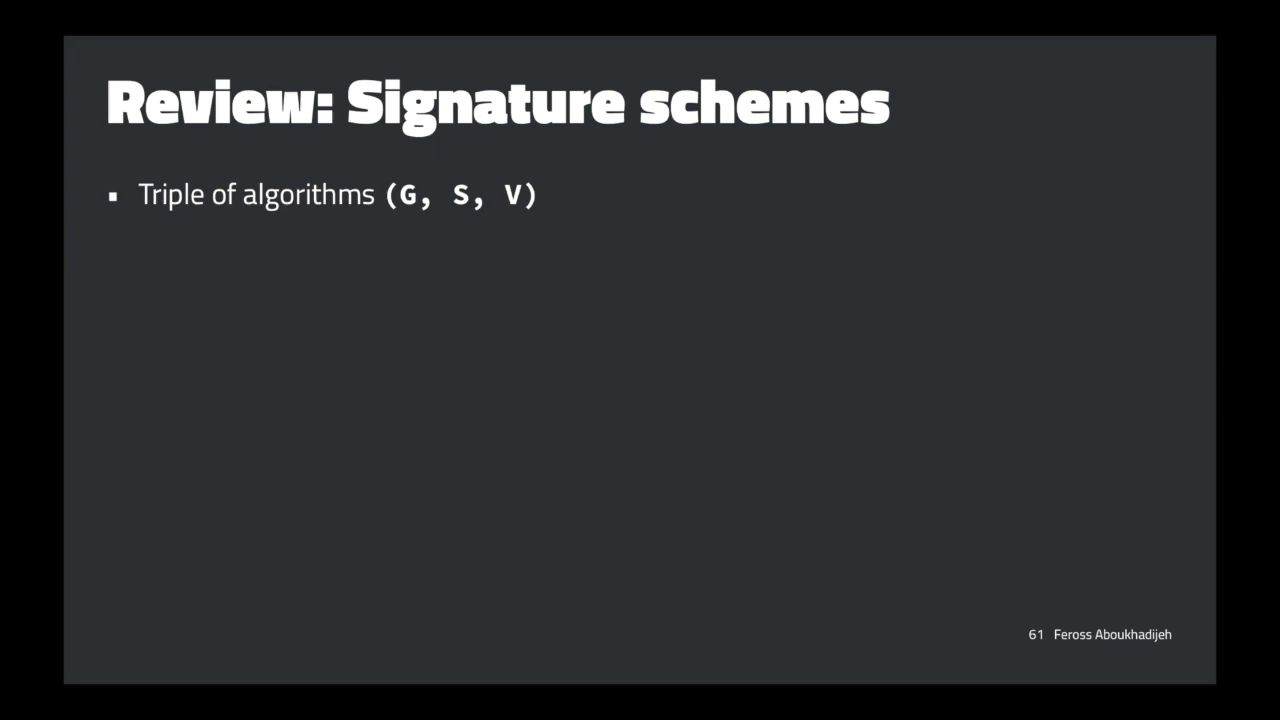 Review: Signature schemes
▪ Triple of algorithms (G, S, V)
61 Feross Aboukhadijeh